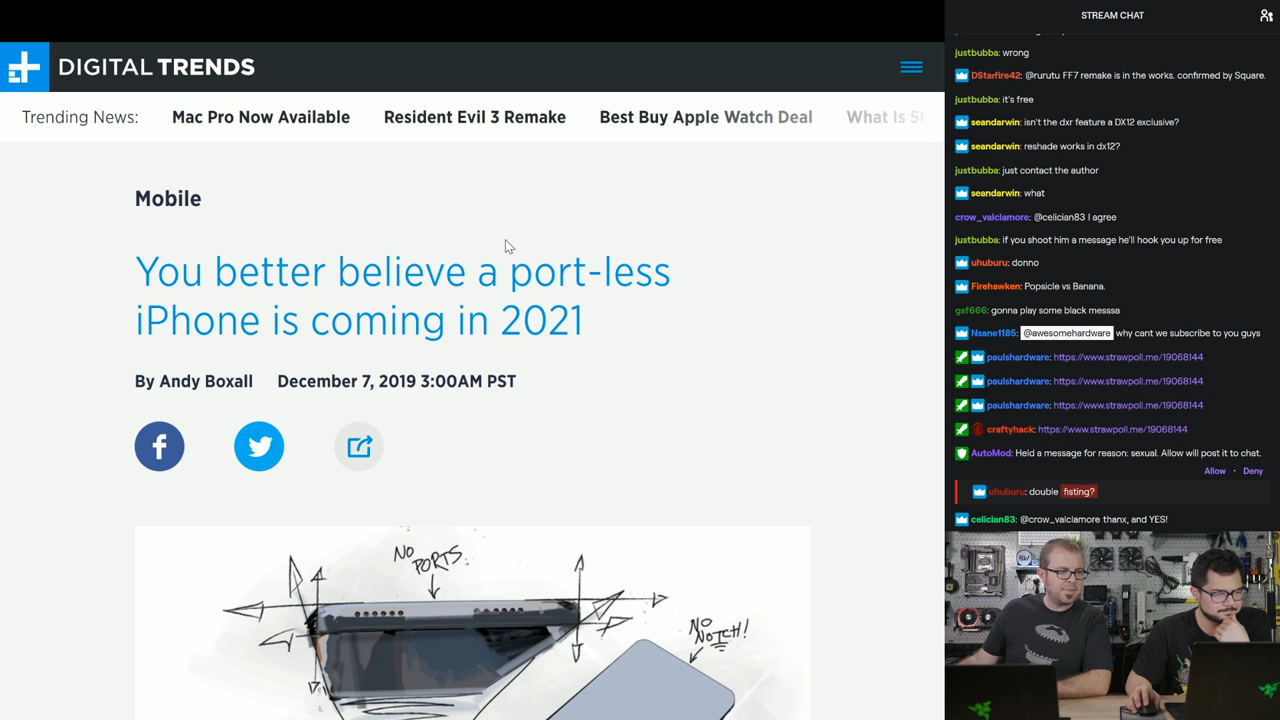 DIGITAL TRENDS
Trending News: Mac Pro Now Available Resident Evil 3 Remake Best Buy Apple Watch Deal What Is
Mobile
You better believe a port-less
iPhone is coming in 2021
By Andy Boxall December 7, 2019 3:00AM PST
NO PORTS.
NO NOTCH!
STREAM CHAT
justbubba: wrong
DStarfire42: @rurutu FF7 remake is in the works. confirmed by Square.
justbubba: it's free
seandarwin: isn't the dxr feature a DX12 exclusive?
seandarwin: reshade works in dx12?
justbubba: just contact the author
seandarwin: what
crow_valclamore: @celician83 I agree
justbubba: if you shoot him a message he'll hook you up for free
uhuburu: donno
Firehawken: Popsicle vs Banana.
gsf666: gonna play some black messsa
Nsane1185: @awesomehardware why cant we subscribe to you guys
paulshardware: https://www.strawpoll.me/19068144
paulshardware: https://www.strawpoll.me/19068144
paulshardware: https://www.strawpoll.me/19068144
craftyhack: https://www.strawpoll.me/19068144
AutoMod: Held a message for reason: sexual. Allow will post it to chat.
Allow · Deny
uhuburu: double fisting?
celician83: @crow_valclamore thanx, and YES!